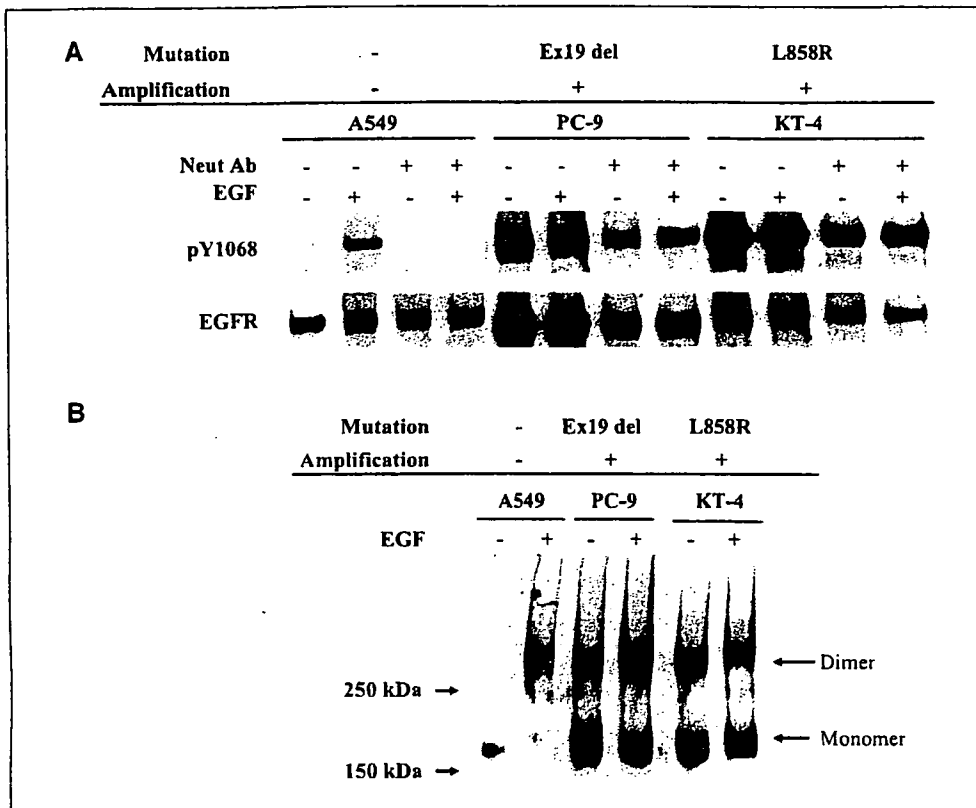 A
Mutation - Ex19 del L858R
Amplification - + +
A549 PC-9 KT-4
Neut Ab - - + + - - + + - - + +
EGF - + - + - + - + - + - +
pY1068
EGFR
B
Mutation - Ex19 del L858R
Amplification - + +
A549 PC-9 KT-4
EGF - + - + - +
Dimer
250 kDa
Monomer
150 kDa